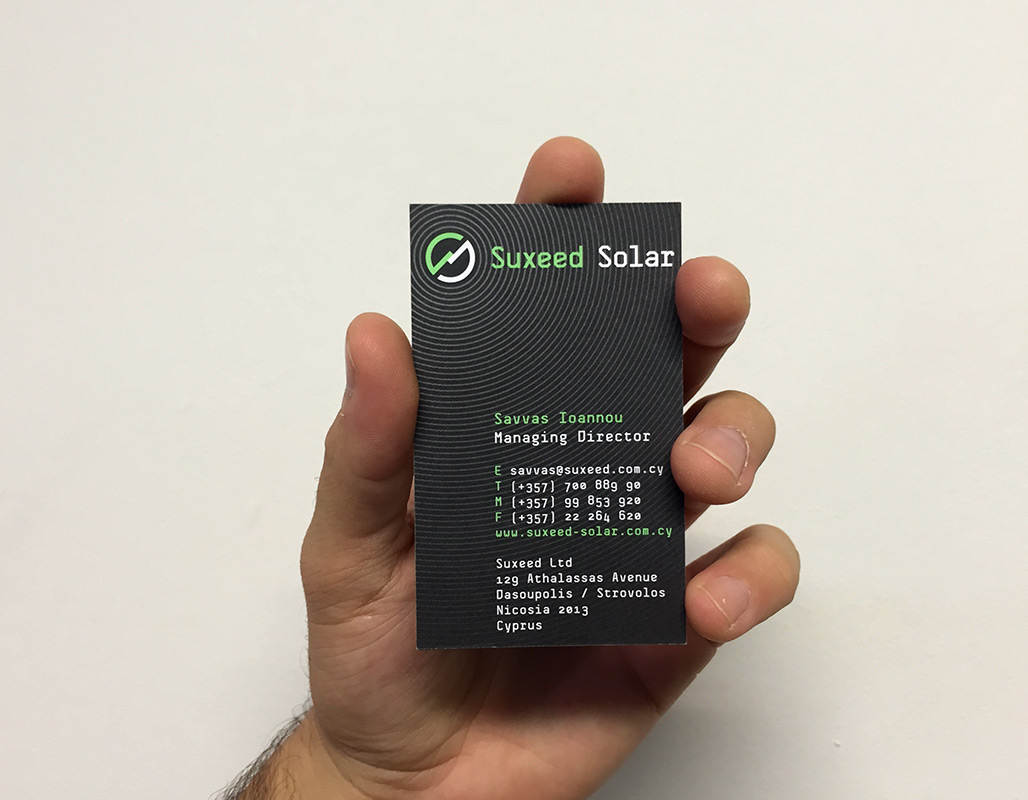 Suxeed Solar
Savvas Ioannou
Managing Director
E savvas@suxeed.com.cy
T (+357) 700 889 90
M (+357) 99 853 920
F (+357) 22 264 620
www.suxeed-solar.com.cy
Suxeed Ltd
129 Athalassas Avenue
Dasoupolis / Strovolos
Nicosia 2013
Cyprus